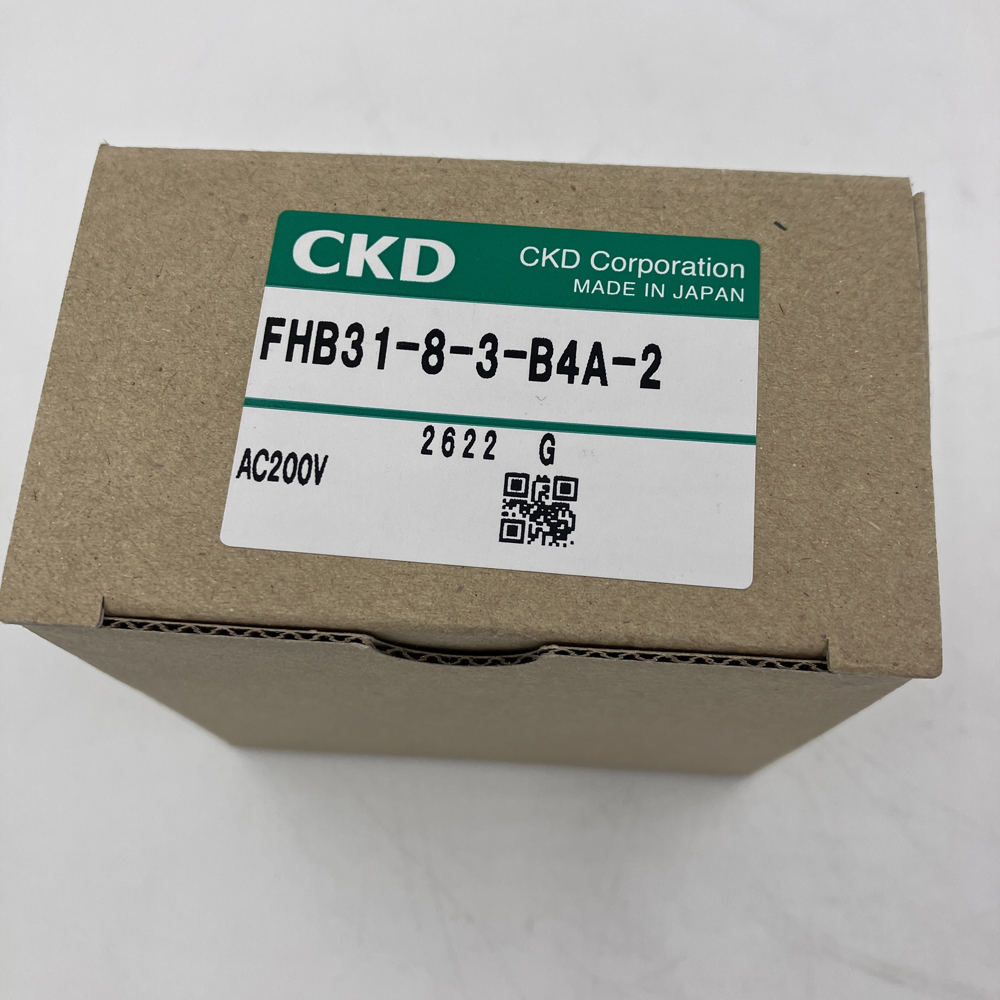 CKD
CKD Corporation
MADE IN JAPAN
FHB31-8-3-B4A-2
2622 G
AC200V